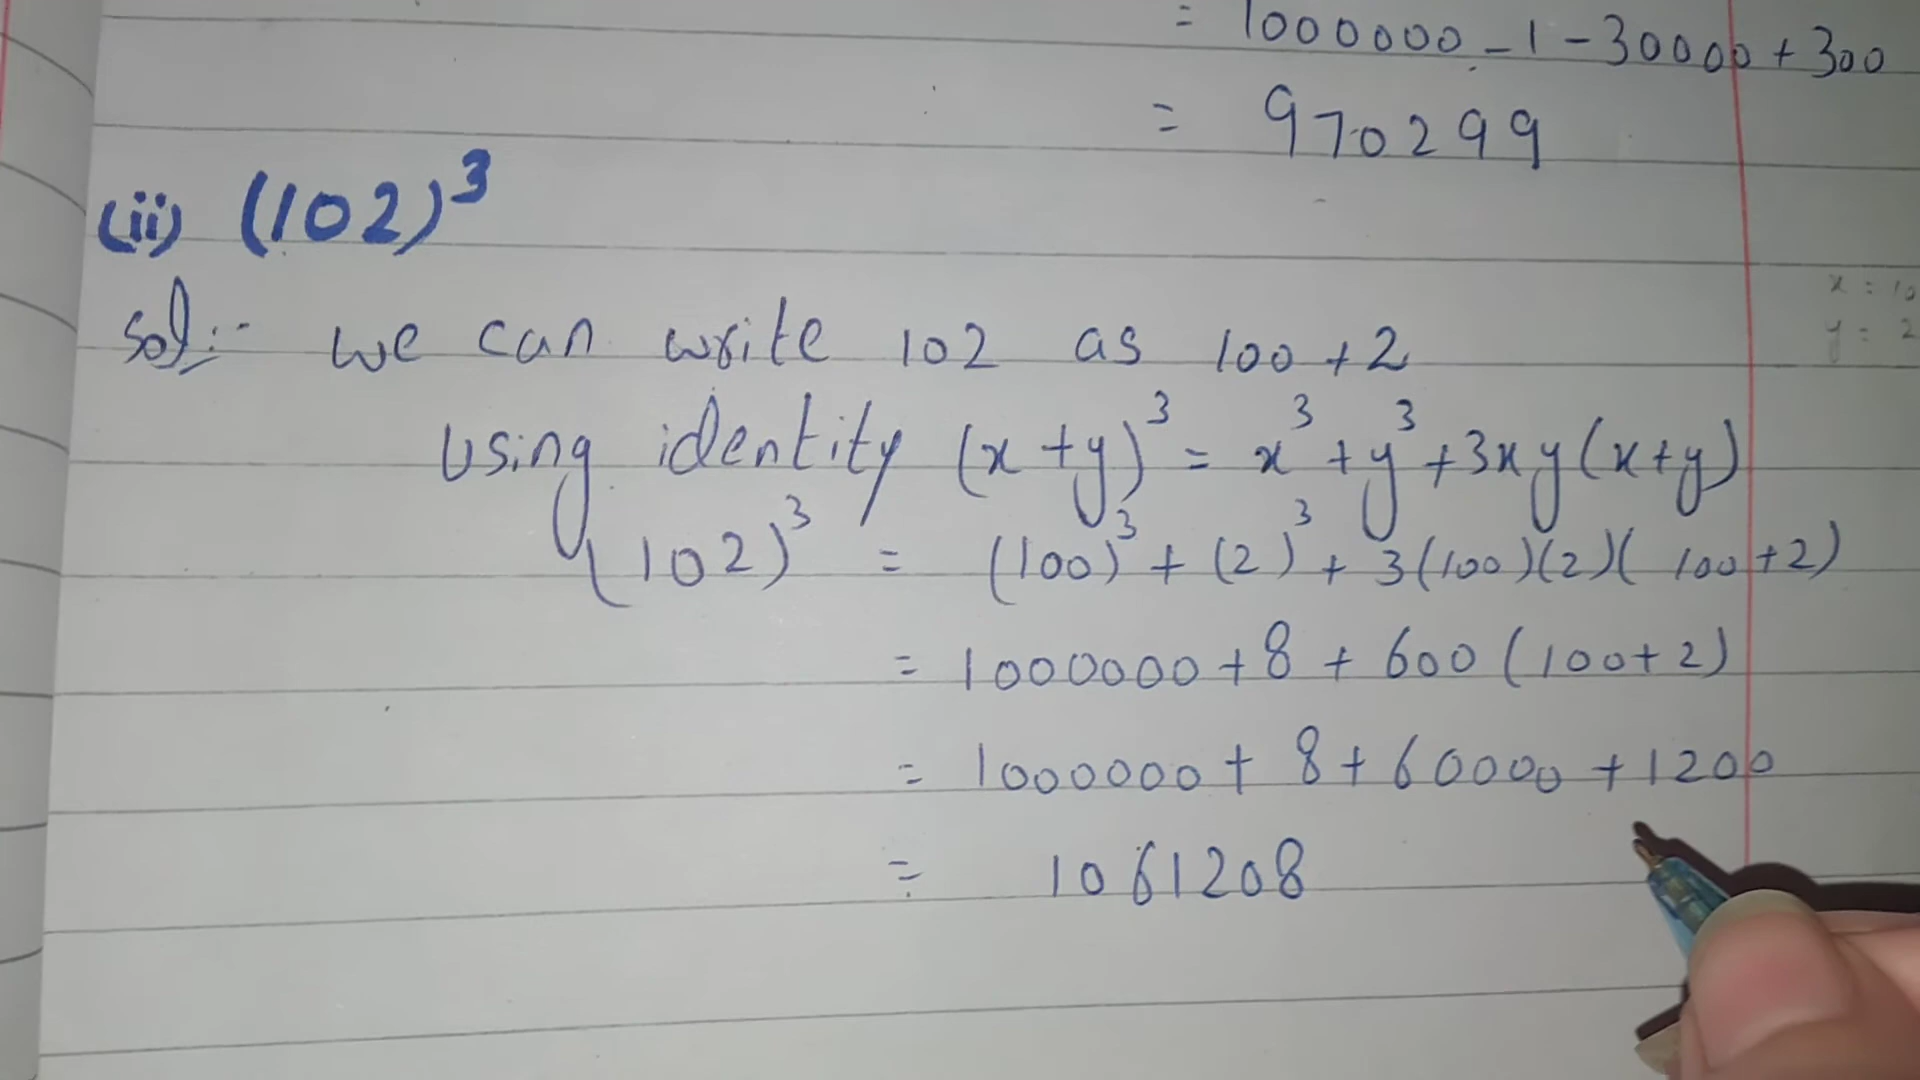 = 1000000 - 1 - 30000 + 300
= 970299
(ii) (102)³
Sol:- we can write 102 as 100 + 2
x = 10
y = 2
Using identity (x + y)³ = x³ + y³ + 3xy(x + y)
(102)³ = (100)³ + (2)³ + 3(100)(2)(100 + 2)
= 1000000 + 8 + 600 (100 + 2)
= 1000000 + 8 + 60000 + 1200
= 1061208